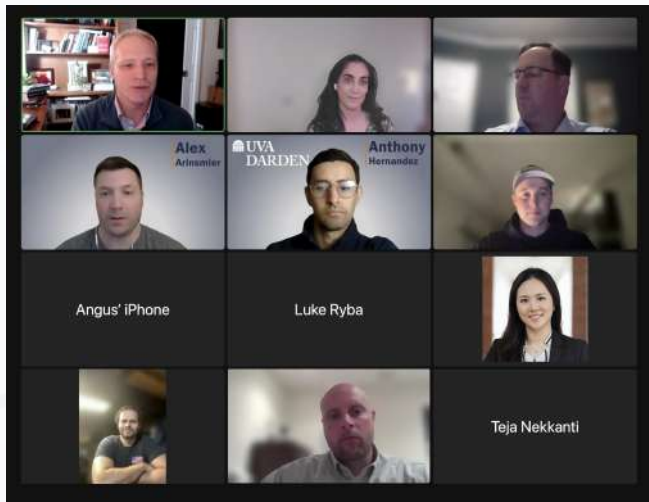 Alex
Arinsmier
UVA
DARDEN
Anthony
Hernandez
Angus' iPhone
Luke Ryba
Teja Nekkanti